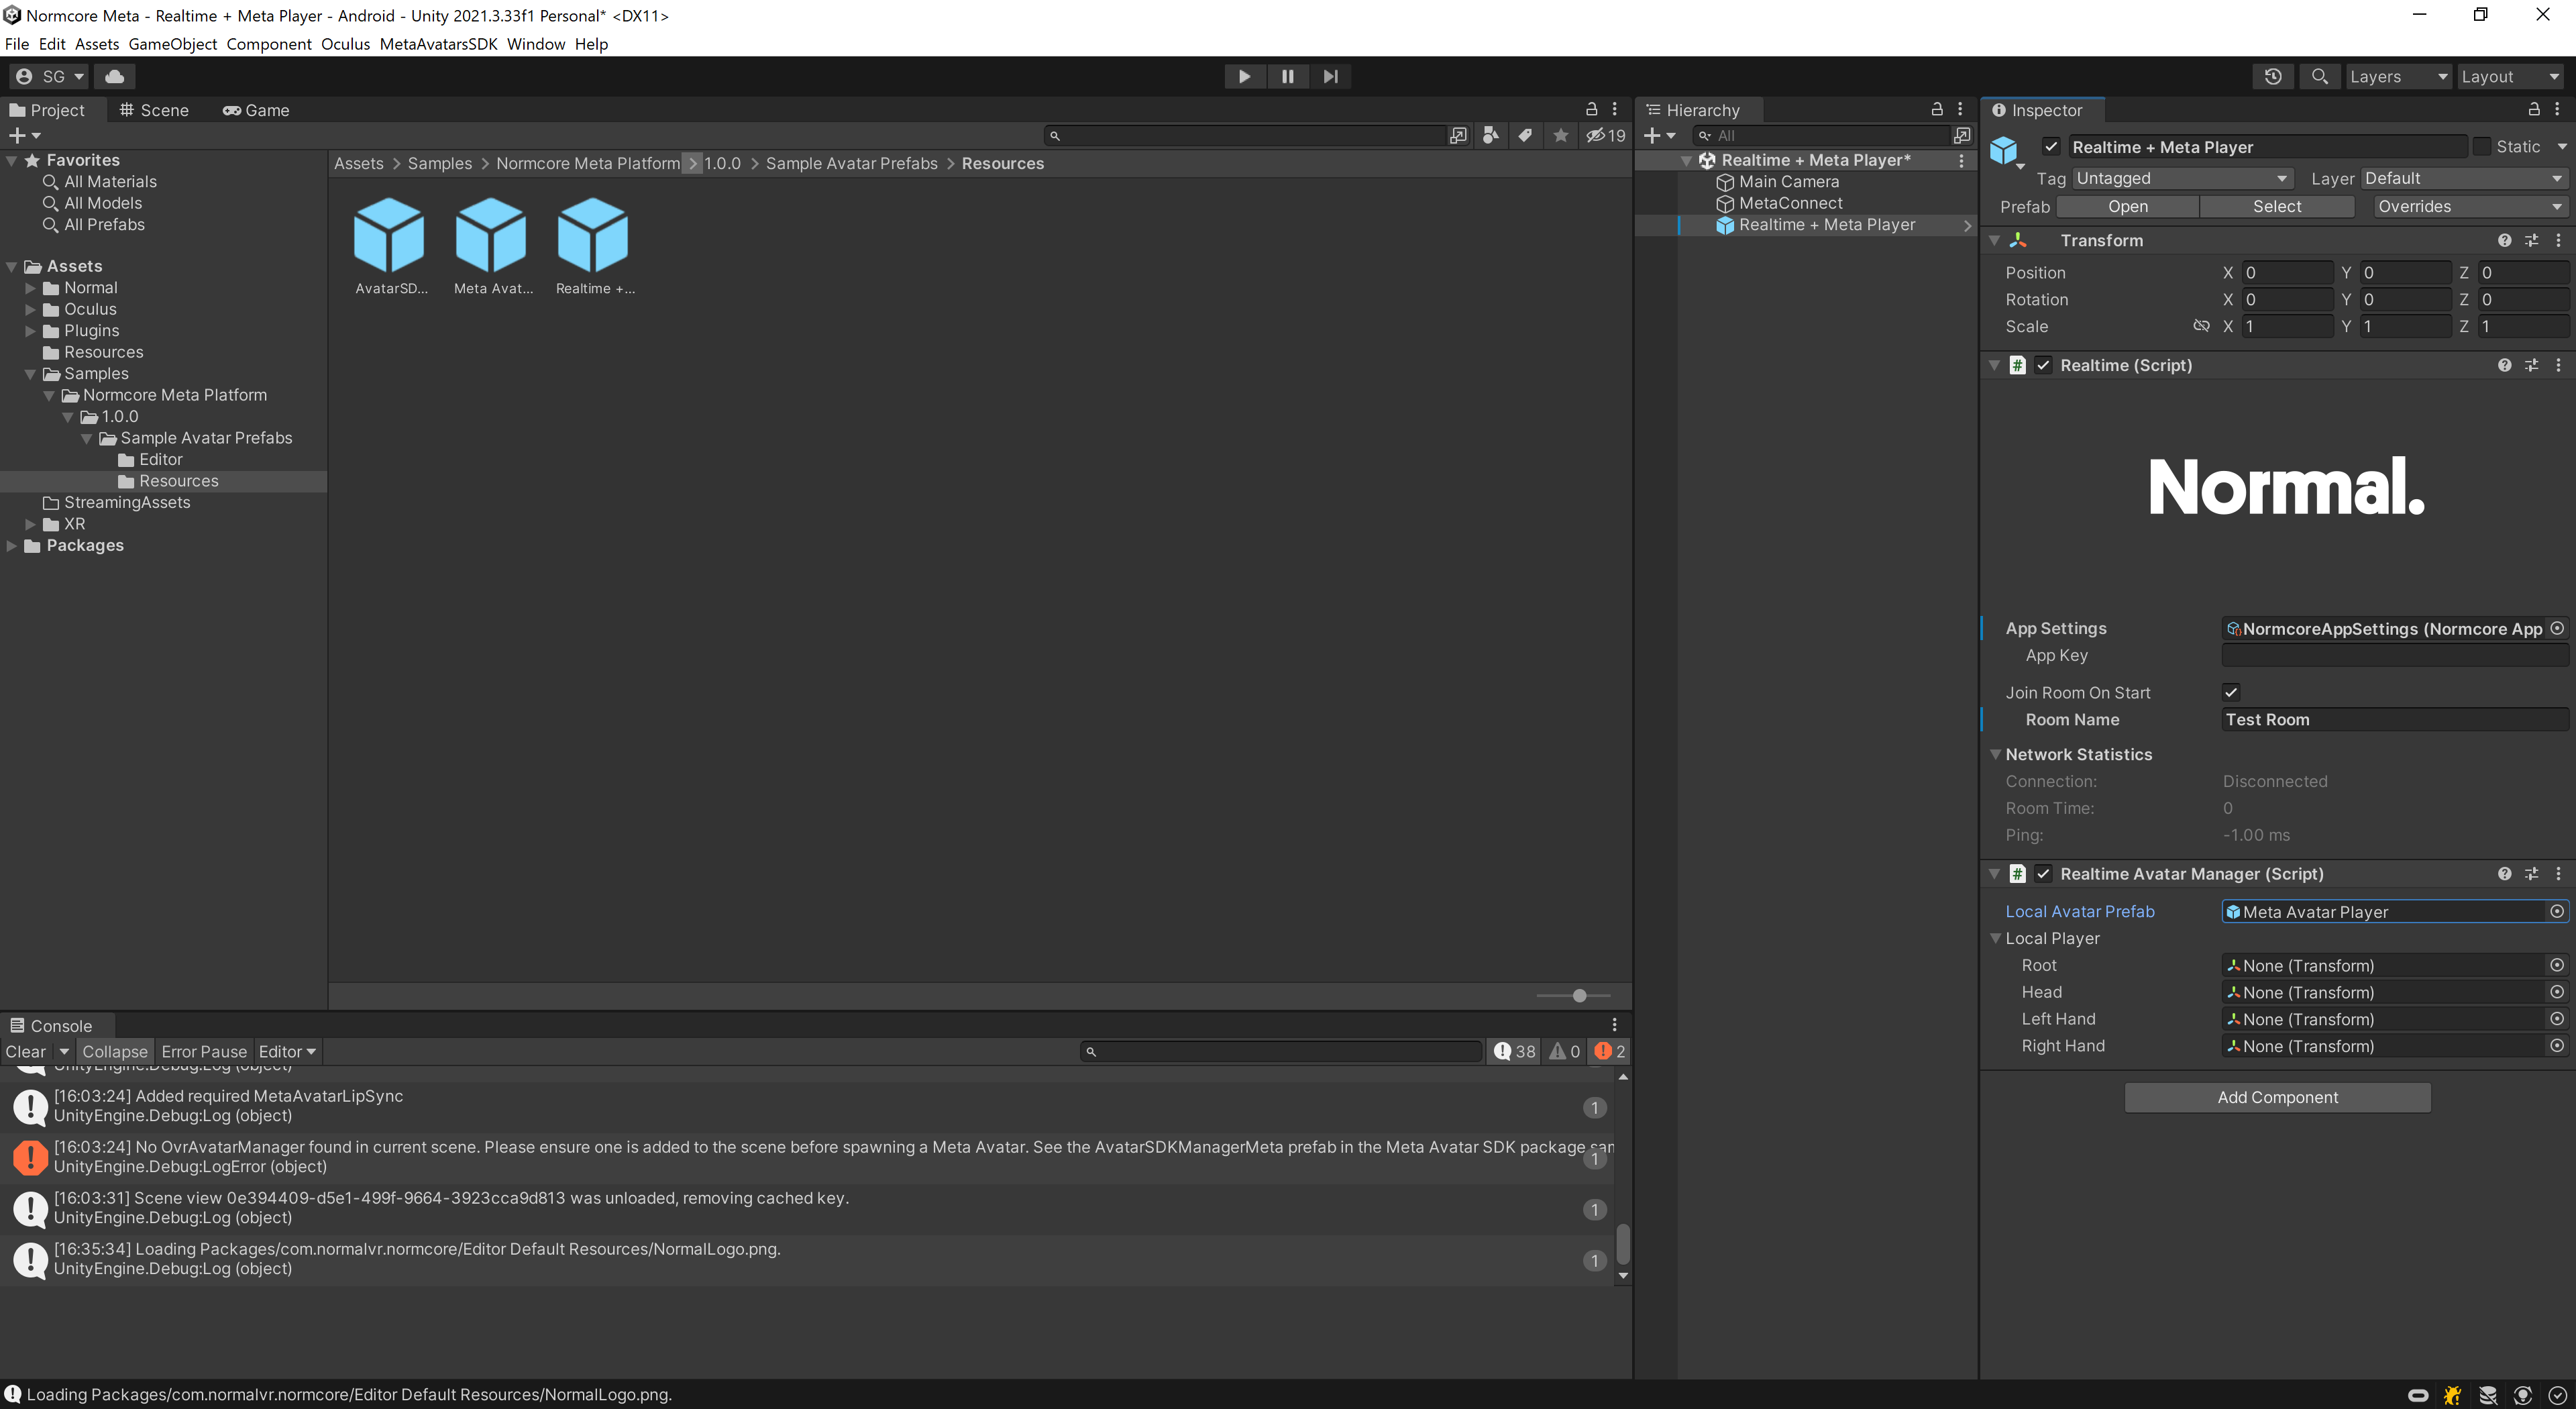 Normcore Meta - Realtime + Meta Player - Android - Unity 2021.3.33f1 Personal* <DX11>
File Edit Assets GameObject Component Oculus MetaAvatarsSDK Window Help
SG
Layers
Layout
Project
Scene
Game
19
Favorites
All Materials
All Models
All Prefabs
Assets
Normal
Oculus
Plugins
Resources
Samples
Normcore Meta Platform
1.0.0
Sample Avatar Prefabs
Editor
Resources
StreamingAssets
XR
Packages
Assets > Samples > Normcore Meta Platform > 1.0.0 > Sample Avatar Prefabs > Resources
AvatarSD...
Meta Avat...
Realtime +...
Hierarchy
All
Realtime + Meta Player*
Main Camera
MetaConnect
Realtime + Meta Player
Inspector
Realtime + Meta Player
Static
Tag Untagged
Layer Default
Prefab Open Select Overrides
Transform
Position X 0 Y 0 Z 0
Rotation X 0 Y 0 Z 0
Scale X 1 Y 1 Z 1
# Realtime (Script)
Normal.
App Settings NormcoreAppSettings (Normcore App
App Key
Join Room On Start
Room Name Test Room
Network Statistics
Connection: Disconnected
Room Time: 0
Ping: -1.00 ms
# Realtime Avatar Manager (Script)
Local Avatar Prefab Meta Avatar Player
Local Player
Root None (Transform)
Head None (Transform)
Left Hand None (Transform)
Right Hand None (Transform)
Add Component
Console
Clear Collapse Error Pause Editor
38 0 2
UnityEngine.Debug:Log (object)
[16:03:24] Added required MetaAvatarLipSync
UnityEngine.Debug:Log (object)
1
[16:03:24] No OvrAvatarManager found in current scene. Please ensure one is added to the scene before spawning a Meta Avatar. See the AvatarSDKManagerMeta prefab in the Meta Avatar SDK package sam
UnityEngine.Debug:LogError (object)
1
[16:03:31] Scene view 0e394409-d5e1-499f-9664-3923cca9d813 was unloaded, removing cached key.
UnityEngine.Debug:Log (object)
1
[16:35:34] Loading Packages/com.normalvr.normcore/Editor Default Resources/NormalLogo.png.
UnityEngine.Debug:Log (object)
1
Loading Packages/com.normalvr.normcore/Editor Default Resources/NormalLogo.png.